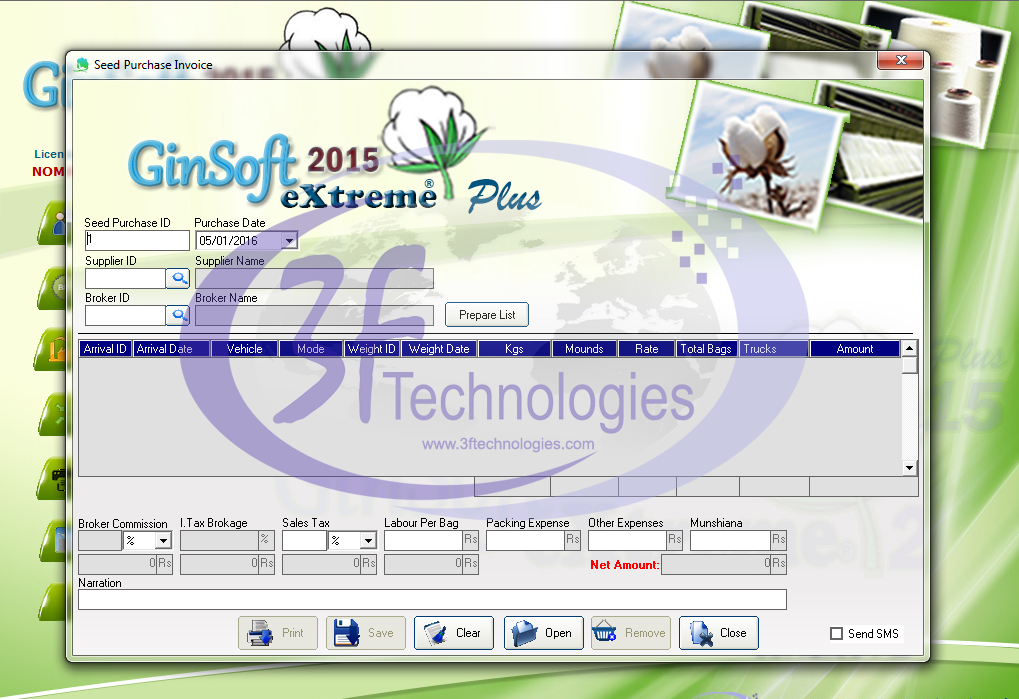 Seed Purchase Invoice
GinSoft 2015
eXtreme® Plus
Licen
NOM
Seed Purchase ID Purchase Date
1 05/01/2016
Supplier ID Supplier Name
Broker ID Broker Name
Prepare List
Arrival ID Arrival Date Vehicle Mode Weight ID Weight Date Kgs Mounds Rate Total Bags Trucks Amount
3f Technologies
www.3ftechnologies.com
Plus
15
Broker Commission I.Tax Brokage Sales Tax Labour Per Bag Packing Expense Other Expenses Munshiana
% % % Rs Rs Rs Rs
0 Rs 0 Rs 0 Rs 0 Rs Net Amount: 0 Rs
Narration
Print Save Clear Open Remove Close Send SMS